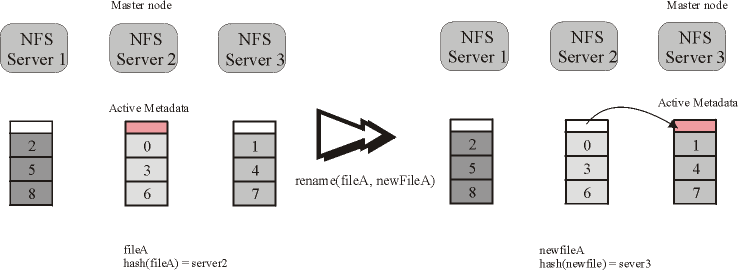 Master node
NFS
Server 1
NFS
Server 2
NFS
Server 3
Active Metadata
2
5
8
0
3
6
1
4
7
fileA
hash(fileA) = server2
rename(fileA, newFileA)
Master node
NFS
Server 1
NFS
Server 2
NFS
Server 3
Active Metadata
2
5
8
0
3
6
1
4
7
newfileA
hash(newfile) = sever3